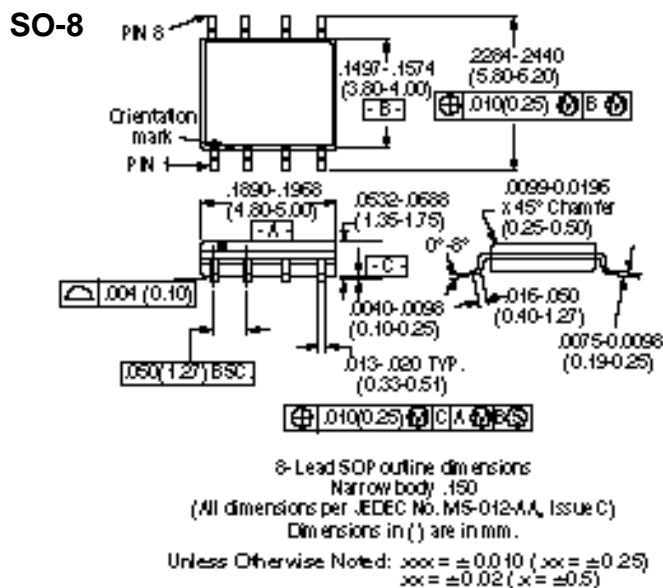 SO-8
PIN 8
.1497-.1574
(3.80-4.00)
- B -
.2284-.2440
(5.80-6.20)
.010(0.25) M B M
Orientation
mark
PIN 1
.1890-.1968
(4.80-5.00)
- A -
.0532-.0688
(1.35-1.75)
- C -
.0099-0.0196
x 45° Chamfer
(0.25-0.50)
0°-8°
.004 (0.10)
.0040-.0098
(0.10-0.25)
.016-.050
(0.40-1.27)
.0075-0.0098
(0.19-0.25)
.050(1.27) BSC.
.013-.020 TYP.
(0.33-0.51)
.010(0.25) M C A M B S
8-Lead SOP outline dimensions
Narrow body .150
(All dimensions per JEDEC No. MS-012-AA, Issue C)
Dimensions in ( ) are in mm.
Unless Otherwise Noted: .xxx = ±0.010 ( .xx = ±0.25)
.xx = ±0.02 ( .x = ±0.5)